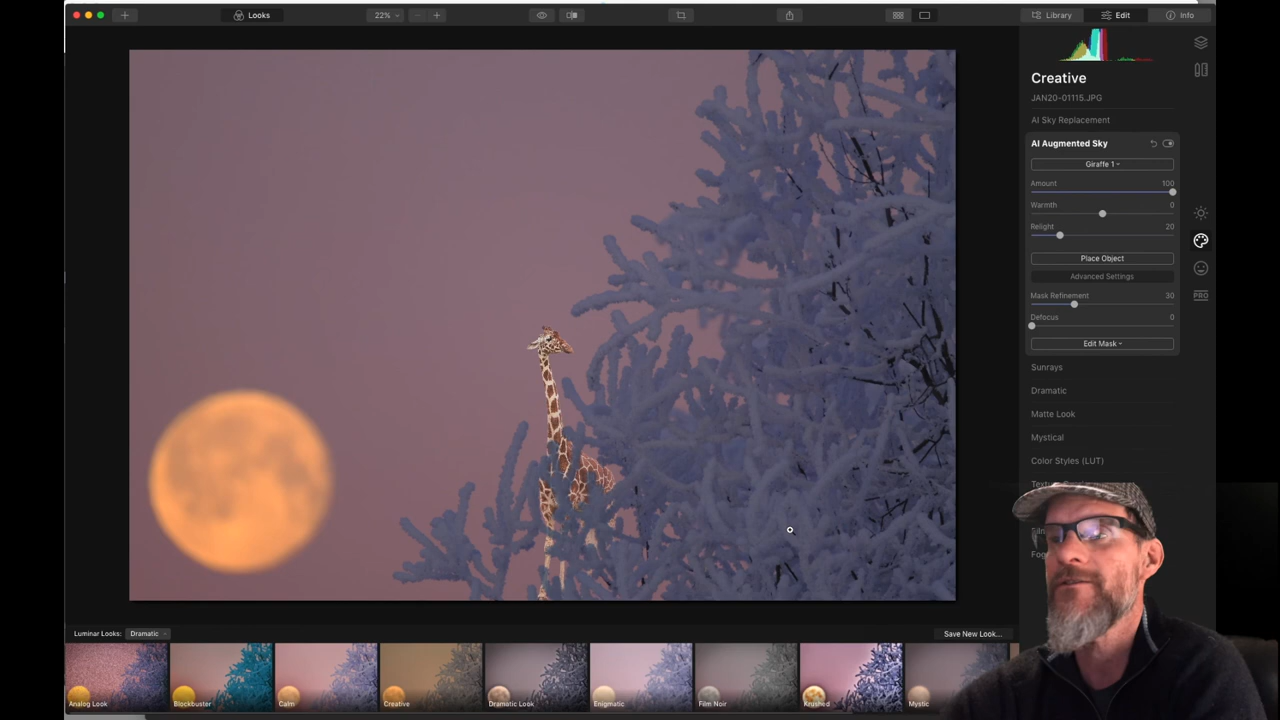 Looks
22%
Library
Edit
Info
Creative
JAN20-01115.JPG
AI Sky Replacement
AI Augmented Sky
Giraffe 1
Amount 100
Warmth 0
Relight 20
Place Object
Advanced Settings
Mask Refinement 30
Defocus 0
Edit Mask
Sunrays
Dramatic
Matte Look
Mystical
Color Styles (LUT)
PRO
Luminar Looks: Dramatic
Save New Look...
Analog Look
Blockbuster
Calm
Creative
Dramatic Look
Enigmatic
Film Noir
Krushed
Mystic